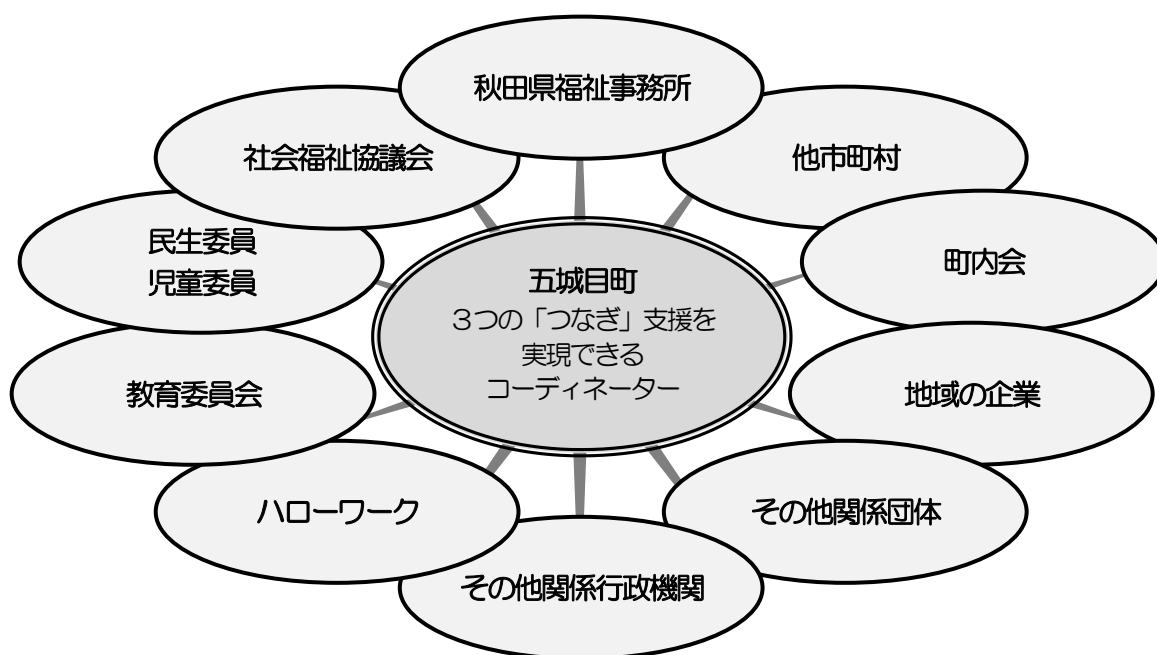 秋田県福祉事務所
社会福祉協議会
他市町村
民生委員
児童委員
町内会
五城目町
３つの「つなぎ」支援を
実現できる
コーディネーター
教育委員会
地域の企業
ハローワーク
その他関係団体
その他関係行政機関